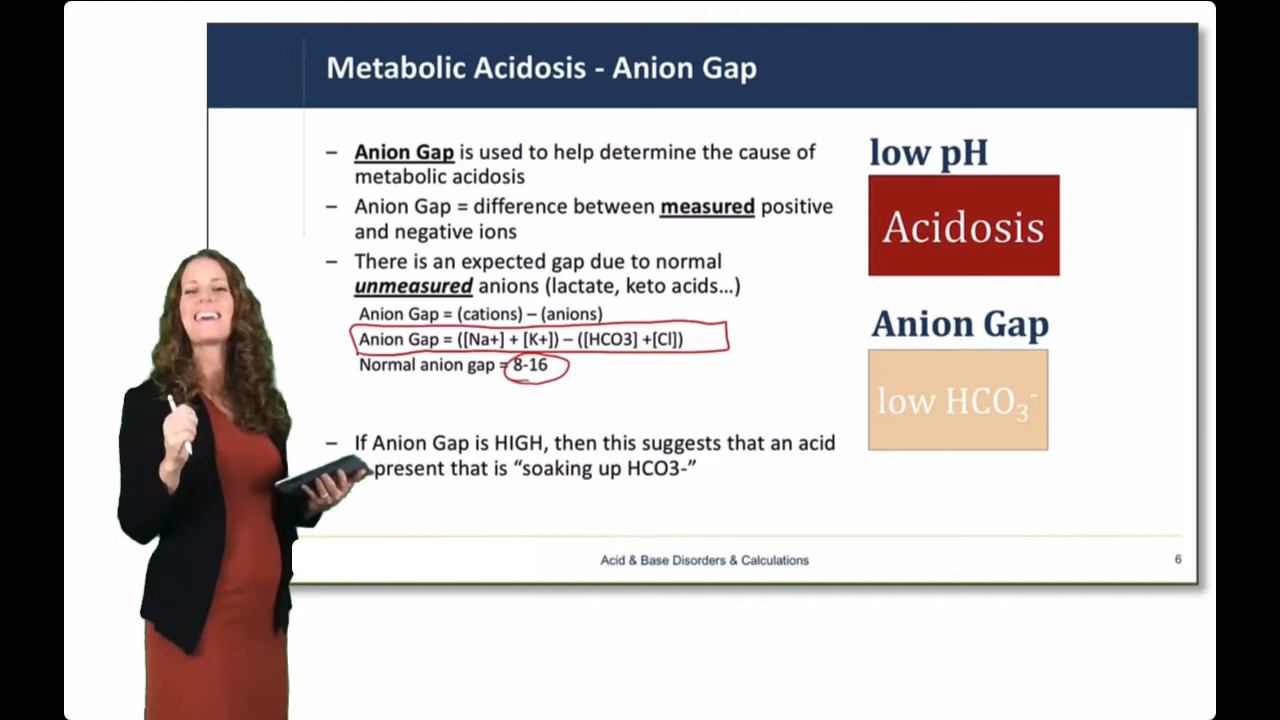 Metabolic Acidosis - Anion Gap
– Anion Gap is used to help determine the cause of
metabolic acidosis
– Anion Gap = difference between measured positive
and negative ions
– There is an expected gap due to normal
unmeasured anions (lactate, keto acids…)
Anion Gap = (cations) – (anions)
Anion Gap = ([Na+] + [K+]) – ([HCO3] +[Cl])
Normal anion gap = 8-16
– If Anion Gap is HIGH, then this suggests that an acid
present that is “soaking up HCO3-”
low pH
Acidosis
Anion Gap
low HCO₃⁻
Acid & Base Disorders & Calculations
6